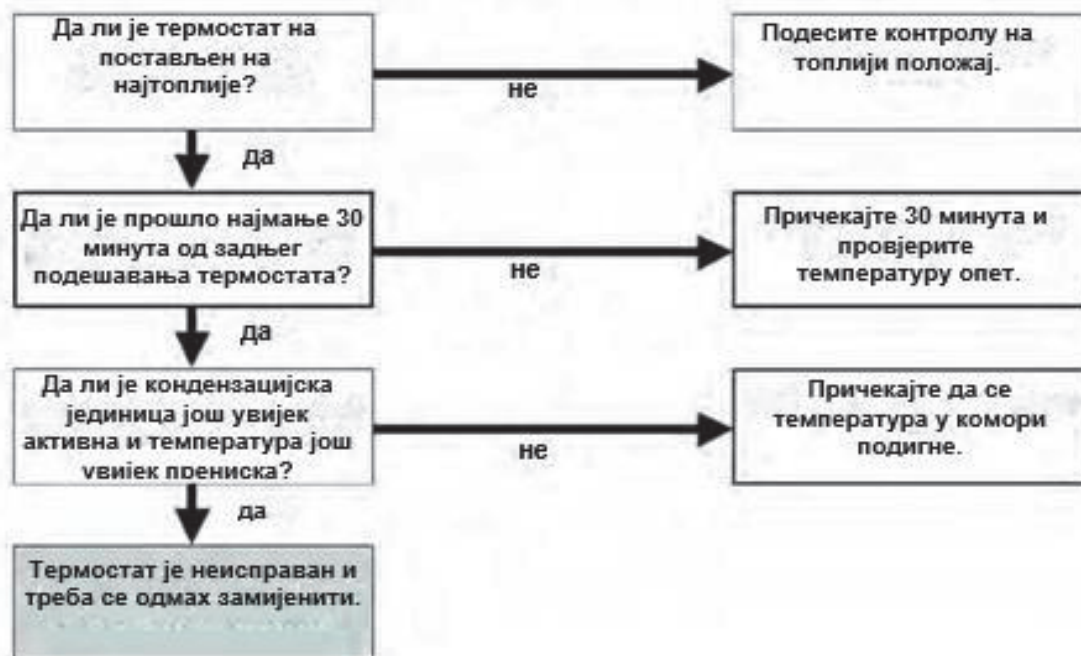 Да ли је термостат на
постављен на
најтоплије?
не
Подесите контролу на
топлији положај.
да
Да ли је прошло најмање 30
минута од задњег
подешавања термостата?
не
Причекајте 30 минута и
провјерите
температуру опет.
да
Да ли је кондензацијска
јединица још увијек
активна и температура још
увијек прениска?
не
Причекајте да се
температура у комори
подигне.
да
Термостат је неисправан и
треба се одмах замијенити.